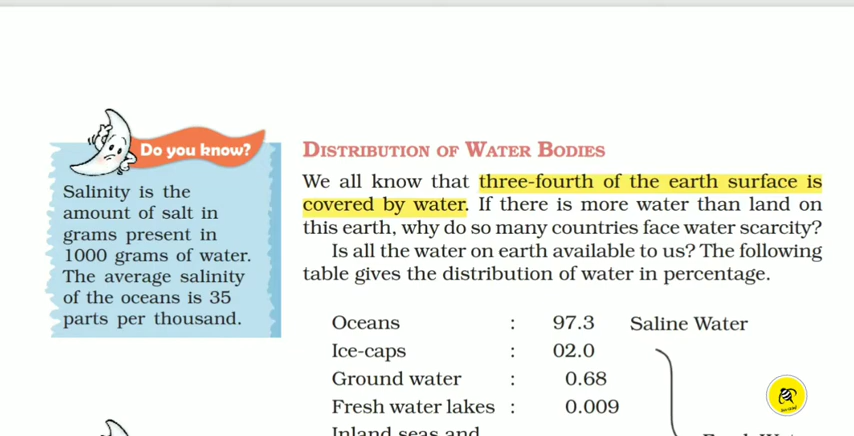 Do you know?
Salinity is the
amount of salt in
grams present in
1000 grams of water.
The average salinity
of the oceans is 35
parts per thousand.
DISTRIBUTION OF WATER BODIES
We all know that three-fourth of the earth surface is
covered by water. If there is more water than land on
this earth, why do so many countries face water scarcity?
Is all the water on earth available to us? The following
table gives the distribution of water in percentage.
Oceans : 97.3 Saline Water
Ice-caps : 02.0
Ground water : 0.68
Fresh water lakes : 0.009
Inland seas and